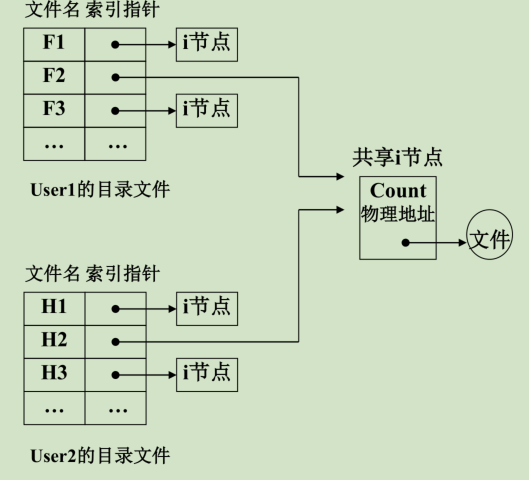 文件名 索引指针
F1
i节点
F2
F3
i节点
... ...
User1的目录文件
共享i节点
Count
物理地址
文件
文件名 索引指针
H1
i节点
H2
H3
i节点
... ...
User2的目录文件